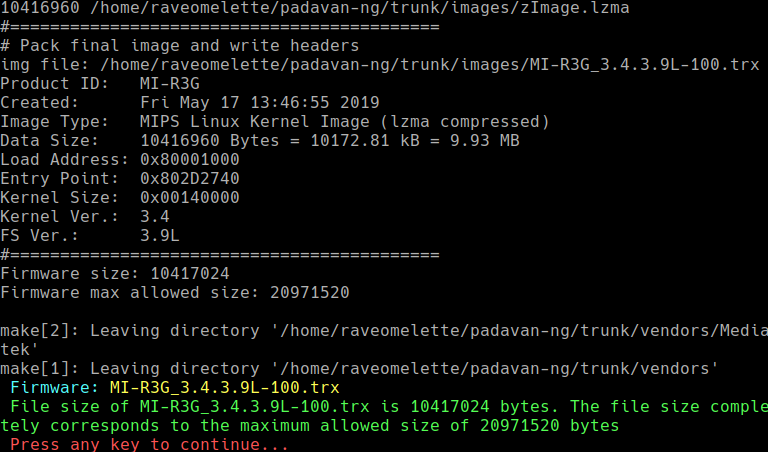 10416960 /home/raveomelette/padavan-ng/trunk/images/zImage.lzma
#===========================================
# Pack final image and write headers
img file: /home/raveomelette/padavan-ng/trunk/images/MI-R3G_3.4.3.9L-100.trx
Product ID:   MI-R3G
Created:      Fri May 17 13:46:55 2019
Image Type:   MIPS Linux Kernel Image (lzma compressed)
Data Size:    10416960 Bytes = 10172.81 kB = 9.93 MB
Load Address: 0x80001000
Entry Point:  0x802D2740
Kernel Size:  0x00140000
Kernel Ver.:  3.4
FS Ver.:      3.9L
#===========================================
Firmware size: 10417024
Firmware max allowed size: 20971520

make[2]: Leaving directory '/home/raveomelette/padavan-ng/trunk/vendors/Media
tek'
make[1]: Leaving directory '/home/raveomelette/padavan-ng/trunk/vendors'
 Firmware: MI-R3G_3.4.3.9L-100.trx
 File size of MI-R3G_3.4.3.9L-100.trx is 10417024 bytes. The file size comple
tely corresponds to the maximum allowed size of 20971520 bytes
 Press any key to continue...